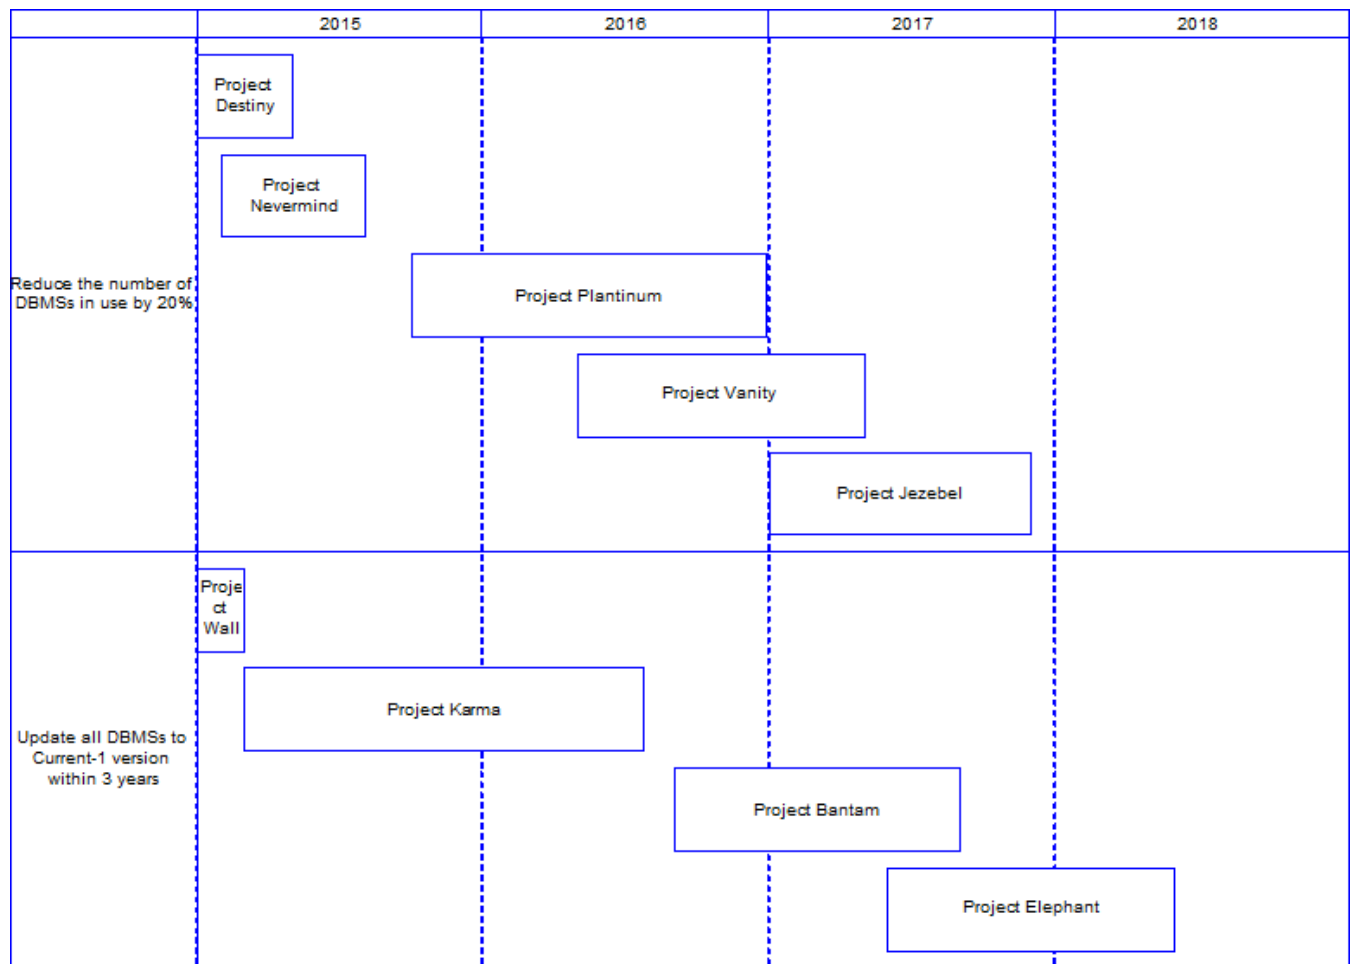 2015 2016 2017 2018
Project
Destiny
Project
Nevermind
Reduce the number of
DBMSs in use by 20%
Project Plantinum
Project Vanity
Project Jezebel
Proje
ct
Wall
Project Karma
Update all DBMSs to
Current-1 version
within 3 years
Project Bantam
Project Elephant